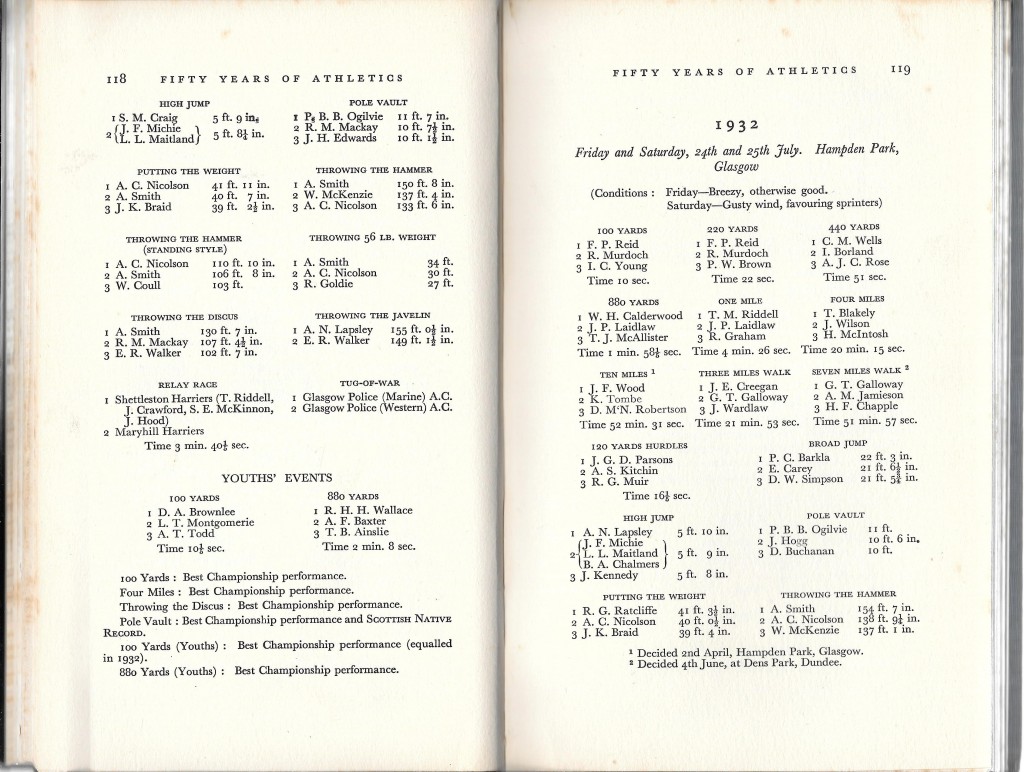 118 FIFTY YEARS OF ATHLETICS
HIGH JUMP
1 S. M. Craig 5 ft. 9 in.
2 {J. F. Michie
L. L. Maitland} 5 ft. 8¼ in.
POLE VAULT
1 P. B. B. Ogilvie 11 ft. 7 in.
2 R. M. Mackay 10 ft. 7½ in.
3 J. H. Edwards 10 ft. 1½ in.
PUTTING THE WEIGHT
1 A. C. Nicolson 41 ft. 11 in.
2 A. Smith 40 ft. 7 in.
3 J. K. Braid 39 ft. 2½ in.
THROWING THE HAMMER
1 A. Smith 150 ft. 8 in.
2 W. McKenzie 137 ft. 4 in.
3 A. C. Nicolson 133 ft. 6 in.
THROWING THE HAMMER
(STANDING STYLE)
1 A. C. Nicolson 110 ft. 10 in.
2 A. Smith 106 ft. 8 in.
3 W. Coull 103 ft.
THROWING 56 LB. WEIGHT
1 A. Smith 34 ft.
2 A. C. Nicolson 30 ft.
3 R. Goldie 27 ft.
THROWING THE DISCUS
1 A. Smith 130 ft. 7 in.
2 R. M. Mackay 107 ft. 4½ in.
3 E. R. Walker 102 ft. 7 in.
THROWING THE JAVELIN
1 A. N. Lapsley 155 ft. 0½ in.
2 E. R. Walker 149 ft. 1½ in.
RELAY RACE
1 Shettleston Harriers (T. Riddell,
J. Crawford, S. E. McKinnon,
J. Hood)
2 Maryhill Harriers
Time 3 min. 40½ sec.
TUG-OF-WAR
1 Glasgow Police (Marine) A.C.
2 Glasgow Police (Western) A.C.
YOUTHS' EVENTS
100 YARDS
1 D. A. Brownlee
2 L. T. Montgomerie
3 A. T. Todd
Time 10½ sec.
880 YARDS
1 R. H. H. Wallace
2 A. F. Baxter
3 T. B. Ainslie
Time 2 min. 8 sec.
100 Yards : Best Championship performance.
Four Miles : Best Championship performance.
Throwing the Discus : Best Championship performance.
Pole Vault : Best Championship performance and SCOTTISH NATIVE
RECORD.
100 Yards (Youths) : Best Championship performance (equalled
in 1932).
880 Yards (Youths) : Best Championship performance.
FIFTY YEARS OF ATHLETICS 119
1932
Friday and Saturday, 24th and 25th July. Hampden Park,
Glasgow
(Conditions : Friday—Breezy, otherwise good.
Saturday—Gusty wind, favouring sprinters)
100 YARDS
1 F. P. Reid
2 R. Murdoch
3 I. C. Young
Time 10 sec.
220 YARDS
1 F. P. Reid
2 R. Murdoch
3 P. W. Brown
Time 22 sec.
440 YARDS
1 C. M. Wells
2 I. Borland
3 A. J. C. Rose
Time 51 sec.
880 YARDS
1 W. H. Calderwood
2 J. P. Laidlaw
3 T. J. McAllister
Time 1 min. 58½ sec.
ONE MILE
1 T. M. Riddell
2 J. P. Laidlaw
3 R. Graham
Time 4 min. 26 sec.
FOUR MILES
1 T. Blakely
2 J. Wilson
3 H. McIntosh
Time 20 min. 15 sec.
TEN MILES ¹
1 J. F. Wood
2 K. Tombe
3 D. M'N. Robertson
Time 52 min. 31 sec.
THREE MILES WALK
1 J. E. Creegan
2 G. T. Galloway
3 J. Wardlaw
Time 21 min. 53 sec.
SEVEN MILES WALK ²
1 G. T. Galloway
2 A. M. Jamieson
3 H. F. Chapple
Time 51 min. 57 sec.
120 YARDS HURDLES
1 J. G. D. Parsons
2 A. S. Kitchin
3 R. G. Muir
Time 16½ sec.
BROAD JUMP
1 P. C. Barkla 22 ft. 3 in.
2 E. Carey 21 ft. 6½ in.
3 D. W. Simpson 21 ft. 5¾ in.
HIGH JUMP
1 A. N. Lapsley 5 ft. 10 in.
2 {J. F. Michie
L. L. Maitland
B. A. Chalmers} 5 ft. 9 in.
3 J. Kennedy 5 ft. 8 in.
POLE VAULT
1 P. B. B. Ogilvie 11 ft.
2 J. Hogg 10 ft. 6 in.
3 D. Buchanan 10 ft.
PUTTING THE WEIGHT
1 R. G. Ratcliffe 41 ft. 3½ in.
2 A. C. Nicolson 40 ft. 0½ in.
3 J. K. Braid 39 ft. 4 in.
THROWING THE HAMMER
1 A. Smith 154 ft. 7 in.
2 A. C. Nicolson 138 ft. 9¼ in.
3 W. McKenzie 137 ft. 1 in.
¹ Decided 2nd April, Hampden Park, Glasgow.
² Decided 4th June, at Dens Park, Dundee.